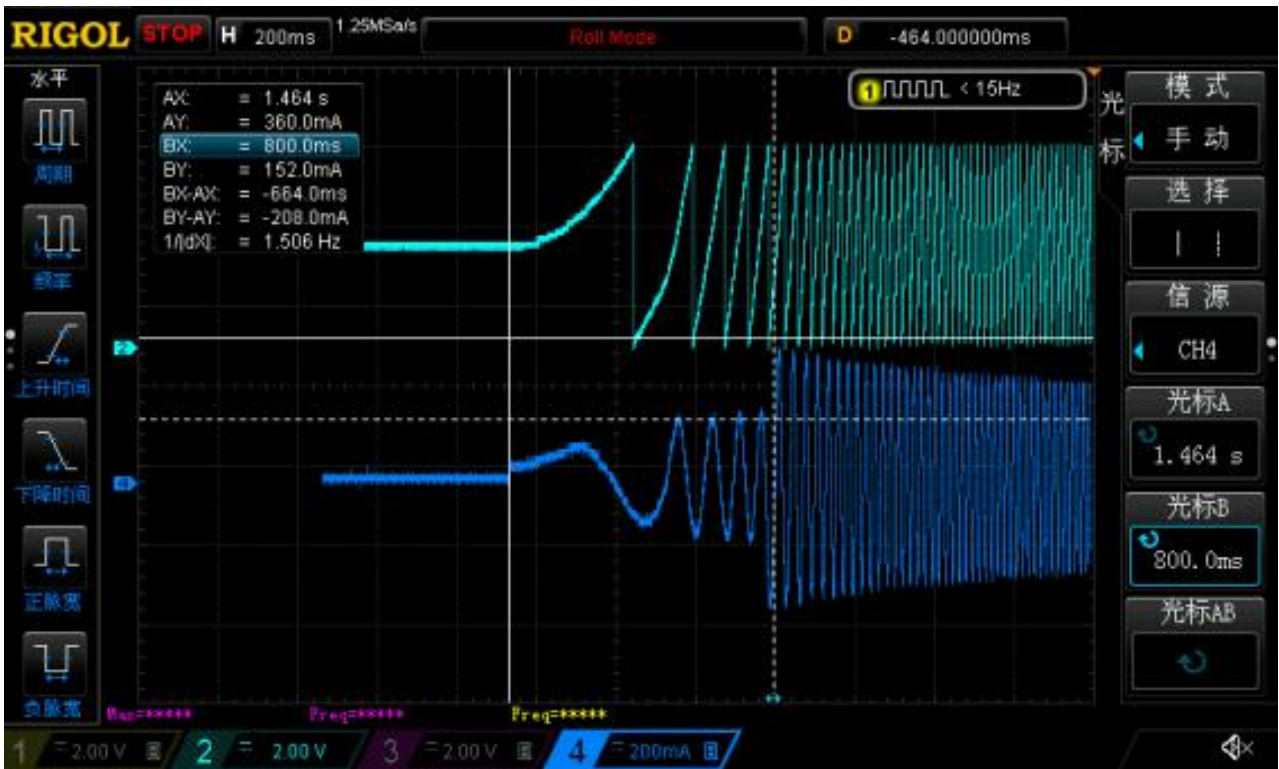 RIGOL STOP H 200ms 1.25MSa/s Roll Mode D -464.000000ms
水平
周期
频率
上升时间
下降时间
正脉宽
负脉宽
AX: = 1.464 s
AY: = 360.0mA
BX: = 800.0ms
BY: = 152.0mA
BX-AX: = -664.0ms
BY-AY: = -208.0mA
1/|dX|: = 1.506 Hz
1 < 15Hz
2
4
光标
模式
手动
选择
信源
CH4
光标A
1.464 s
光标B
800.0ms
光标AB
Max=***** Freq=***** Freq=*****
1 2.00 V B 2 2.00 V 3 2.00 V B 4 200mA B